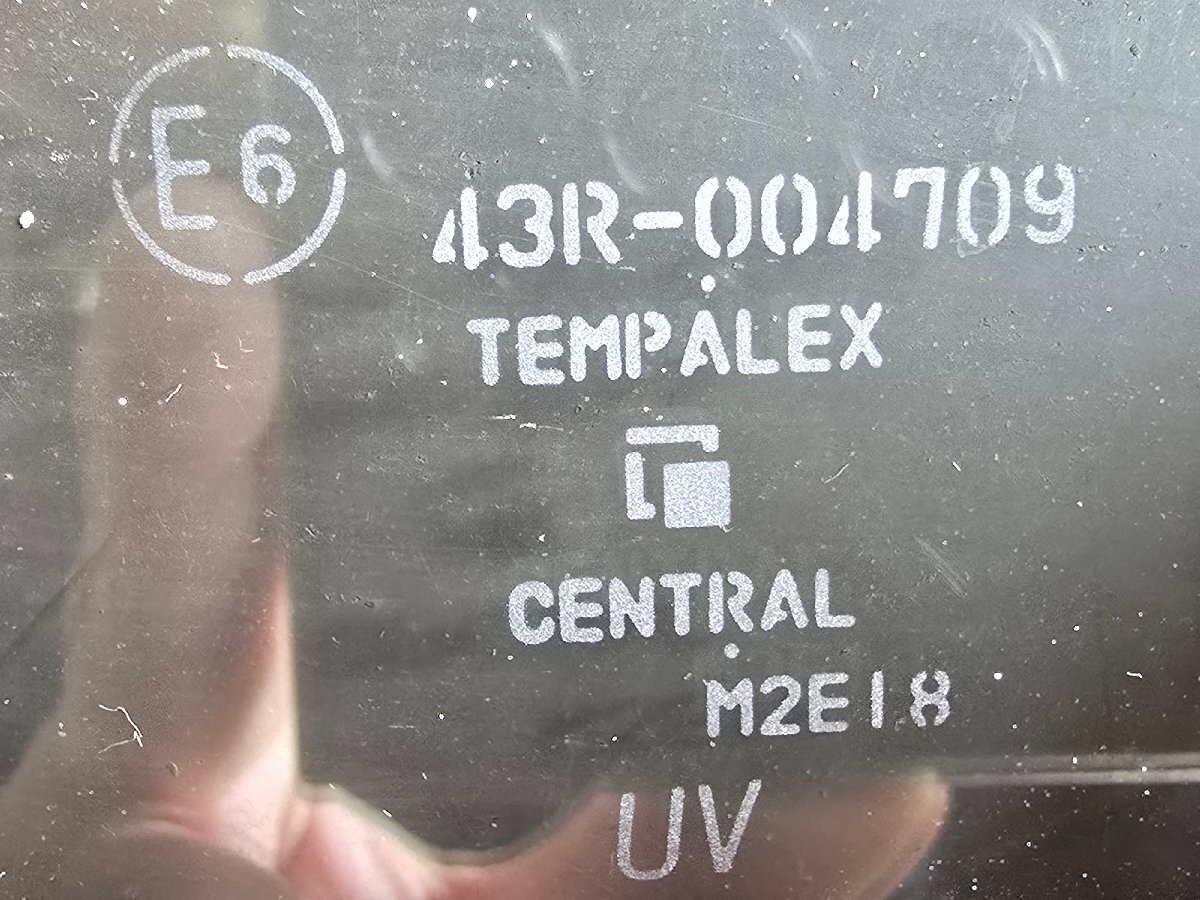 E6
43R-004709
TEMPALEX
CENTRAL
M2E18
UV